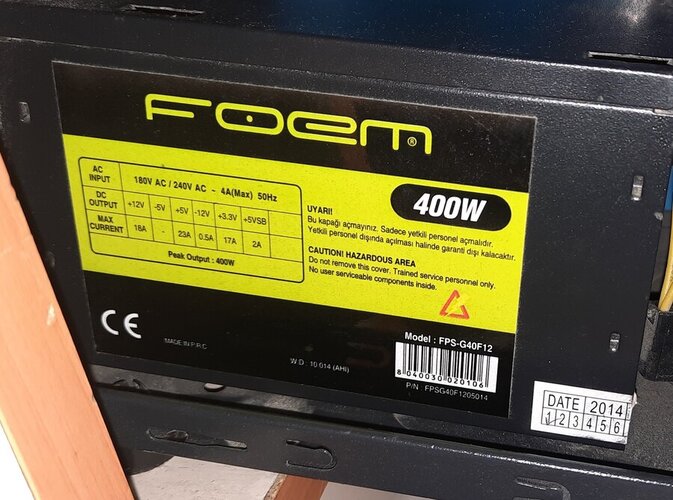 FOEM®
AC INPUT 180V AC / 240V AC ~ 4A(Max) 50Hz
DC OUTPUT +12V -5V +5V -12V +3.3V +5VSB
MAX CURRENT 18A - 23A 0.5A 17A 2A
Peak Output : 400W
400W
UYARI!
Bu kapağı açmayınız. Sadece yetkili personel açmalıdır.
Yetkili personel dışında açılması halinde garanti dışı kalacaktır.
CAUTION! HAZARDOUS AREA
Do not remove this cover. Trained service personnel only.
No user serviceable components inside.
CE
MADE IN P.R.C
W.D : 10.014 (AHI)
Model : FPS-G40F12
8040030020106
P/N : FPSG40F1205014
DATE 2014
1 2 3 4 5 6